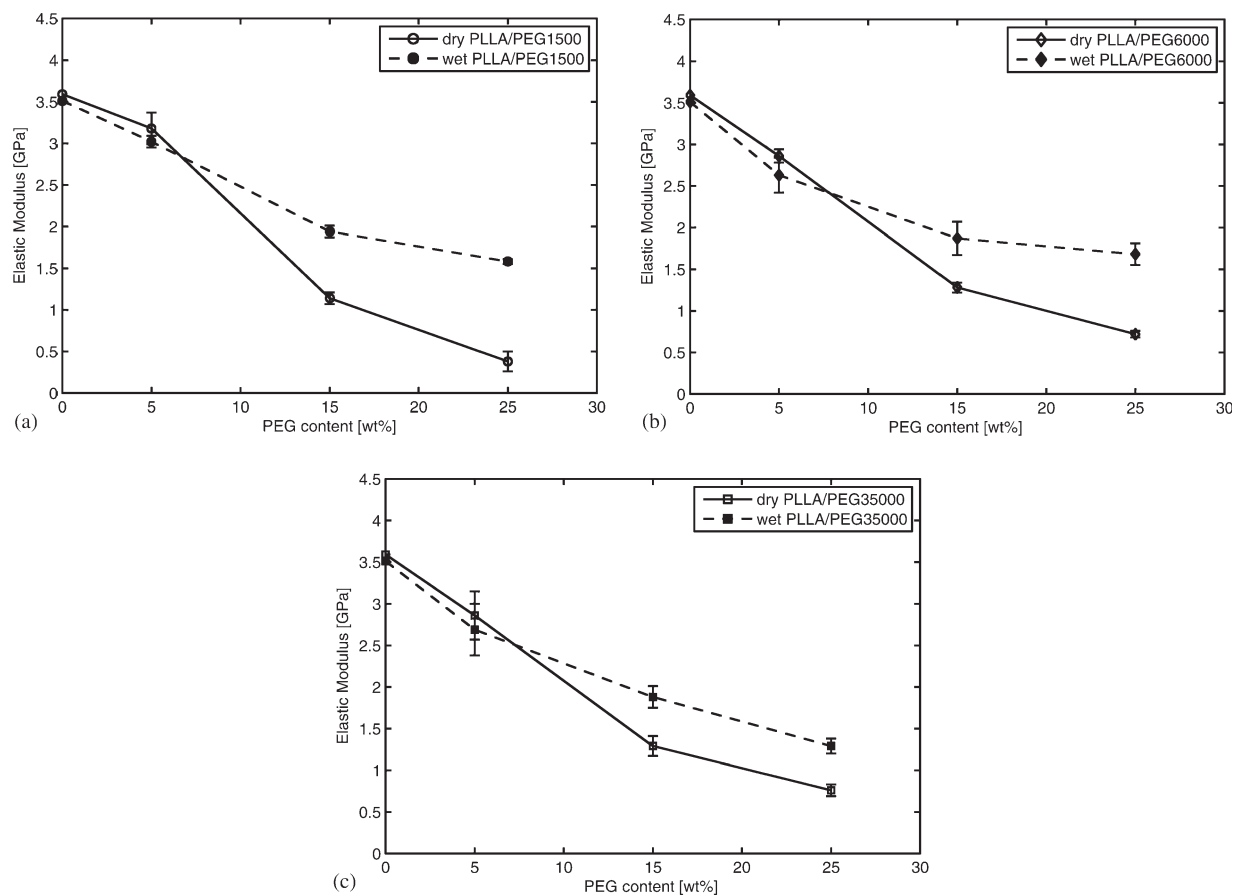 4.5
4
3.5
3
2.5
2
1.5
1
0.5
0
Elastic Modulus [GPa]
dry PLLA/PEG1500
wet PLLA/PEG1500
0 5 10 15 20 25 30
PEG content [wt%]
(a)
4.5
4
3.5
3
2.5
2
1.5
1
0.5
0
Elastic Modulus [GPa]
dry PLLA/PEG6000
wet PLLA/PEG6000
0 5 10 15 20 25 30
PEG content [wt%]
(b)
4.5
4
3.5
3
2.5
2
1.5
1
0.5
0
Elastic Modulus [GPa]
dry PLLA/PEG35000
wet PLLA/PEG35000
0 5 10 15 20 25 30
PEG content [wt%]
(c)